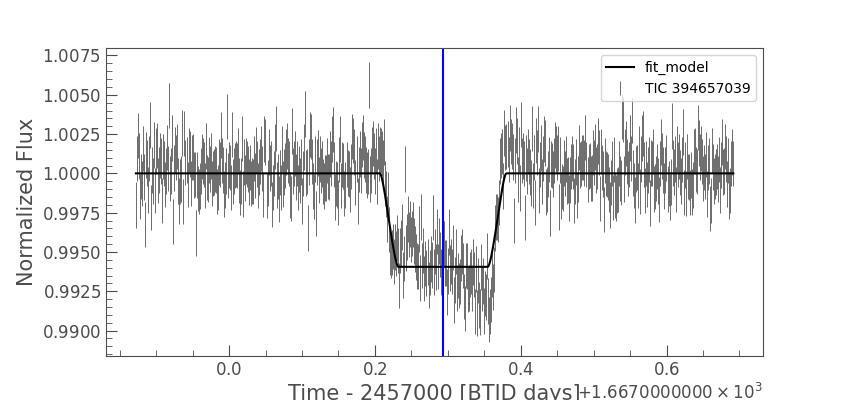 Normalized Flux
1.0075
1.0050
1.0025
1.0000
0.9975
0.9950
0.9925
0.9900
fit_model
TIC 394657039
0.0
0.2
0.4
0.6
Time - 2457000 [BTJD days]
+1.6670000000 × 10³